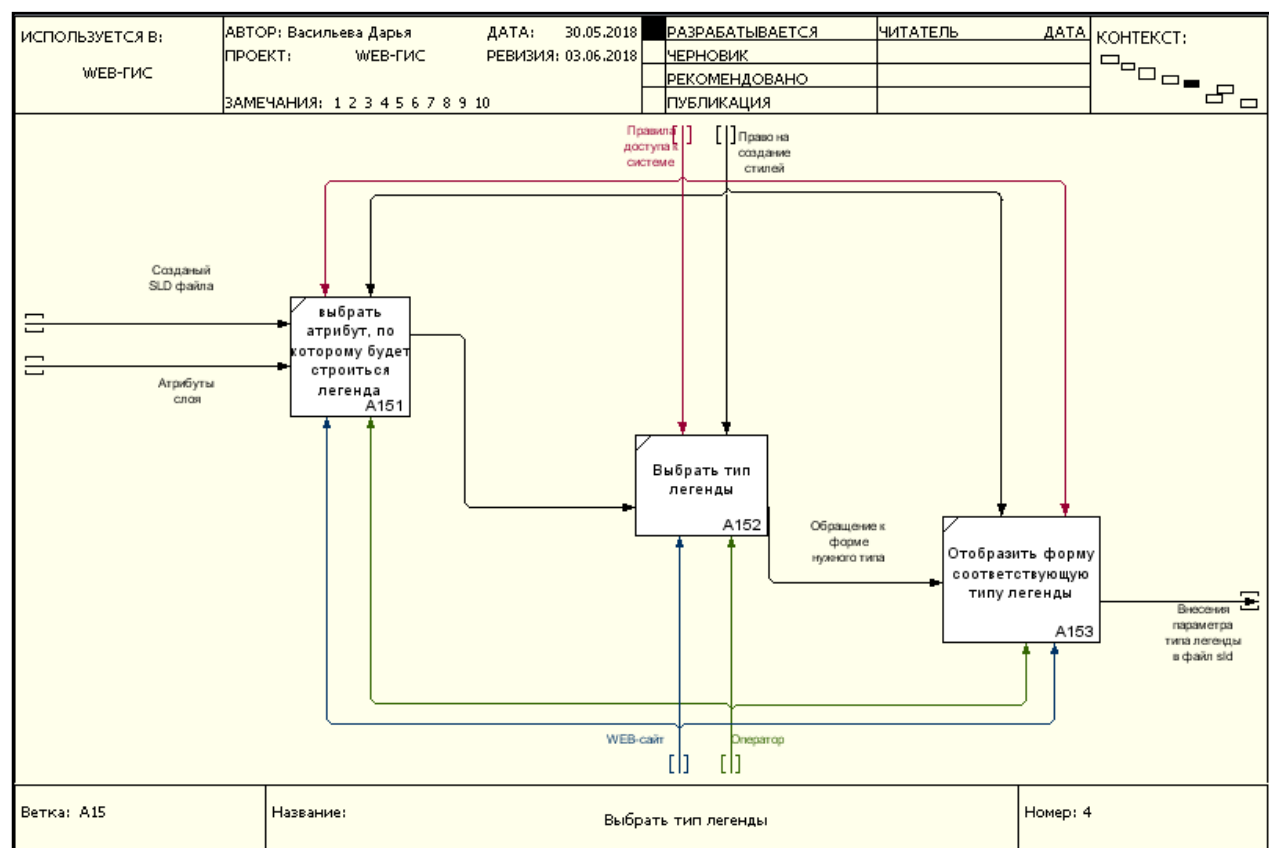 ИСПОЛЬЗУЕТСЯ В:
WEB-ГИС
АВТОР: Васильева Дарья
ДАТА: 30.05.2018
ПРОЕКТ: WEB-ГИС
РЕВИЗИЯ: 03.06.2018
ЗАМЕЧАНИЯ: 1 2 3 4 5 6 7 8 9 10
РАЗРАБАТЫВАЕТСЯ
ЧЕРНОВИК
РЕКОМЕНДОВАНО
ПУБЛИКАЦИЯ
ЧИТАТЕЛЬ
ДАТА
КОНТЕКСТ:
Правила
доступа к
системе
Право на
создание
стилей
Созданый
SLD файла
Атрибуты
слоя
выбрать
атрибут, по
которому будет
строиться
легенда
A151
Выбрать тип
легенды
A152
Обращение к
форме
нужного типа
Отобразить форму
соответствующую
типу легенды
A153
Внесения
параметра
типа легенды
в файл sld
WEB-сайт
Оператор
Ветка: A15
Название:
Выбрать тип легенды
Номер: 4